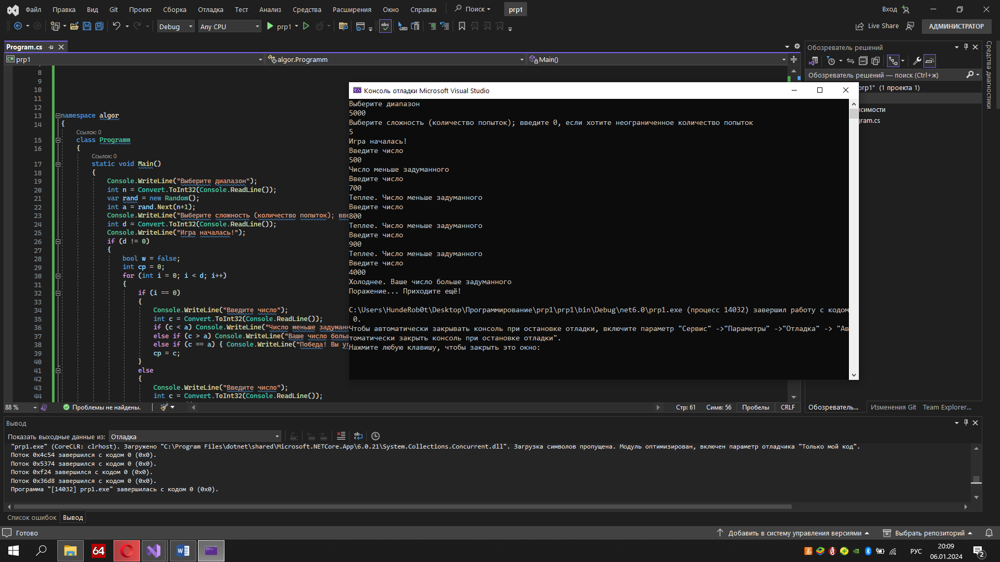 Файл Правка Вид Git Проект Сборка Отладка Тест Анализ Средства Расширения Окно Справка Поиск prp1 Вход
Debug Any CPU prp1 Live Share АДМИНИСТРАТОР
Program.cs
prp1 algor.Programm Main()
8
9
10
11
12
13 namespace algor
14 {
Ссылок: 0
15 class Programm
16 {
Ссылок: 0
17 static void Main()
18 {
19 Console.WriteLine("Выберите диапазон");
20 int n = Convert.ToInt32(Console.ReadLine());
21 var rand = new Random();
22 int a = rand.Next(n+1);
23 Console.WriteLine("Выберите сложность (количество попыток); вве
24 int d = Convert.ToInt32(Console.ReadLine());
25 Console.WriteLine("Игра началась!");
26 if (d != 0)
27 {
28 bool w = false;
29 int cp = 0;
30 for (int i = 0; i < d; i++)
31 {
32 if (i == 0)
33 {
34 Console.WriteLine("Введите число");
35 int c = Convert.ToInt32(Console.ReadLine());
36 if (c < a) Console.WriteLine("Число меньше задуманн
37 else if (c > a) Console.WriteLine("Ваше число больш
38 else if (c == a) { Console.WriteLine("Победа! Вы уг
39 cp = c;
40 }
41 else
42 {
43 Console.WriteLine("Введите число");
44 int c = Convert.ToInt32(Console.ReadLine());
88 % Проблемы не найдены. Стр: 61 Симв: 56 Пробелы CRLF
Консоль отладки Microsoft Visual Studio
Выберите диапазон
5000
Выберите сложность (количество попыток); введите 0, если хотите неограниченное количество попыток
5
Игра началась!
Введите число
500
Число меньше задуманного
Введите число
700
Теплее. Число меньше задуманного
Введите число
800
Теплее. Число меньше задуманного
Введите число
900
Теплее. Число меньше задуманного
Введите число
4000
Холоднее. Ваше число больше задуманного
Поражение... Приходите ещё!
C:\Users\HundeRob0t\Desktop\Программирование\prp1\prp1\bin\Debug\net6.0\prp1.exe (процесс 14032) завершил работу с кодом
0.
Чтобы автоматически закрывать консоль при остановке отладки, включите параметр "Сервис" ->"Параметры" ->"Отладка" -> "Ав
томатически закрыть консоль при остановке отладки".
Нажмите любую клавишу, чтобы закрыть это окно:
Обозреватель решений
Обозреватель решений — поиск (Ctrl+ж)
prp1" (1 проекта 1)
исимости
gram.cs
Обозреватель... Изменения Git Team Explorer...
Средства диагностики
Вывод
Показать выходные данные из: Отладка
"prp1.exe" (CoreCLR: clrhost). Загружено "C:\Program Files\dotnet\shared\Microsoft.NETCore.App\6.0.21\System.Collections.Concurrent.dll". Загрузка символов пропущена. Модуль оптимизирован, включен параметр отладчика "Только мой код".
Поток 0x4c54 завершился с кодом 0 (0x0).
Поток 0x5374 завершился с кодом 0 (0x0).
Поток 0xf24 завершился с кодом 0 (0x0).
Поток 0x36d8 завершился с кодом 0 (0x0).
Программа "[14032] prp1.exe" завершилась с кодом 0 (0x0).
Список ошибок Вывод
Готово Добавить в систему управления версиями Выбрать репозиторий
64 РУС 20:09
06.01.2024 2